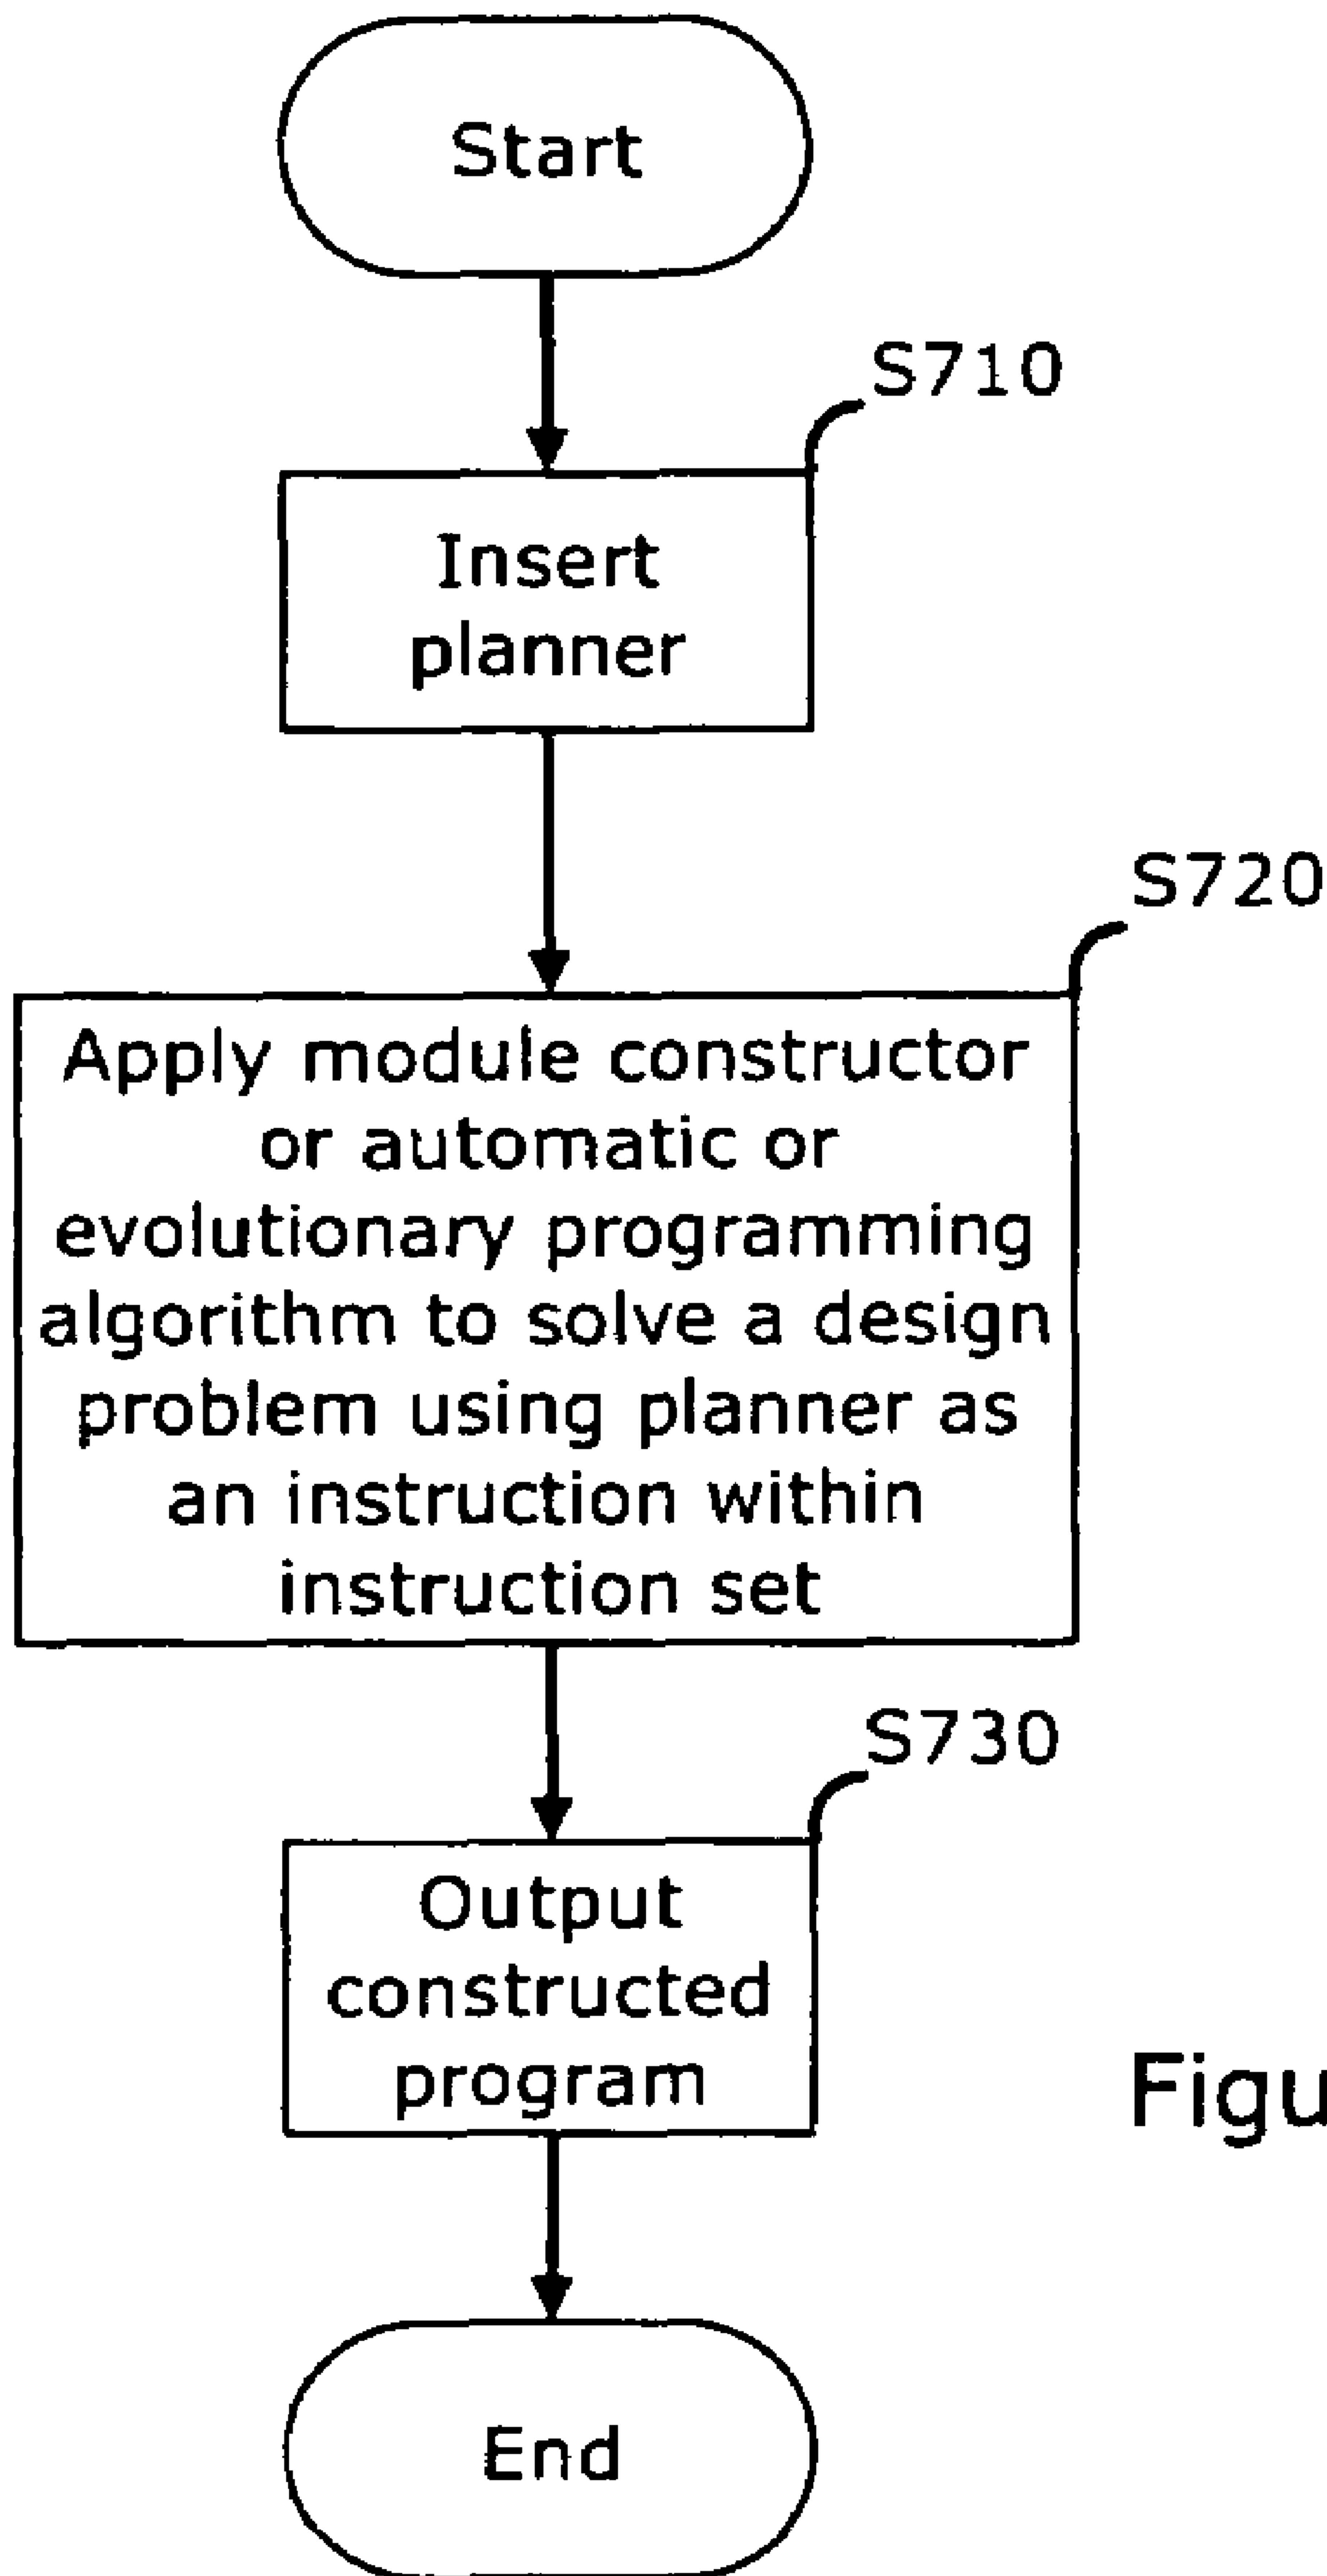 Start
S710
Insert
planner
S720
Apply module constructor
or automatic or
evolutionary programming
algorithm to solve a design
problem using planner as
an instruction within
instruction set
S730
Output
constructed
program
Figu
End